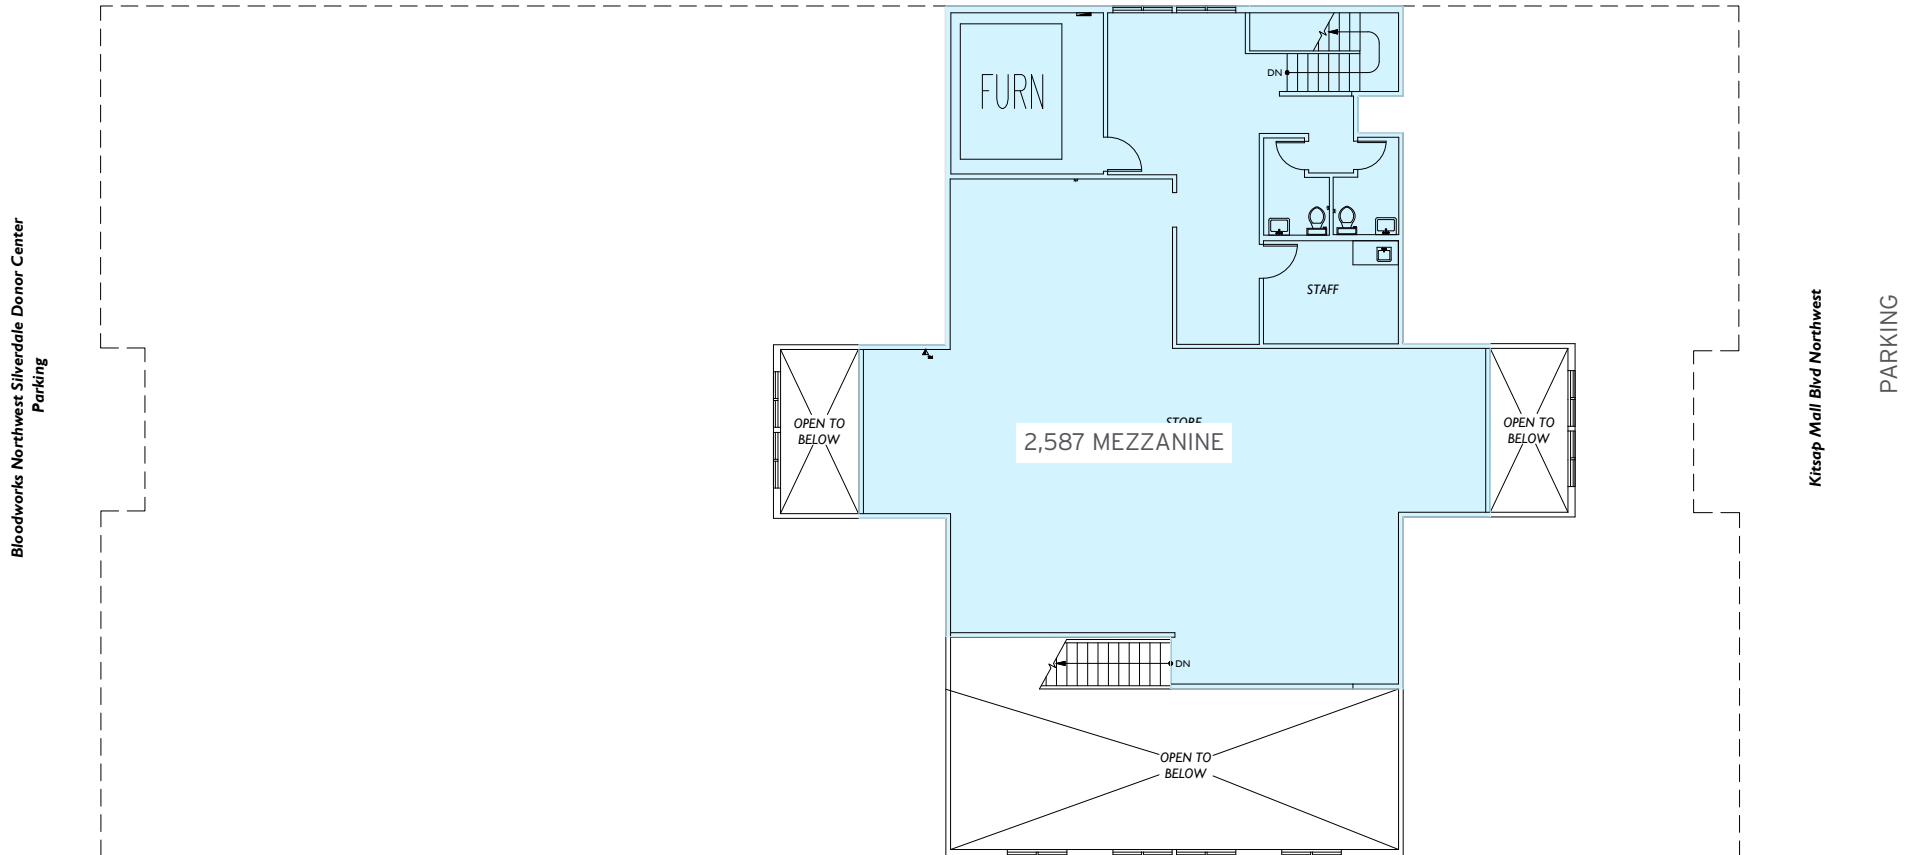 FURN
DN
Bloodworks Northwest Silverdale Donor Center
Parking
STAFF
Kitsap Mall Blvd Northwest
PARKING
OPEN TO
BELOW
STORE
2,587 MEZZANINE
OPEN TO
BELOW
DN
OPEN TO
BELOW